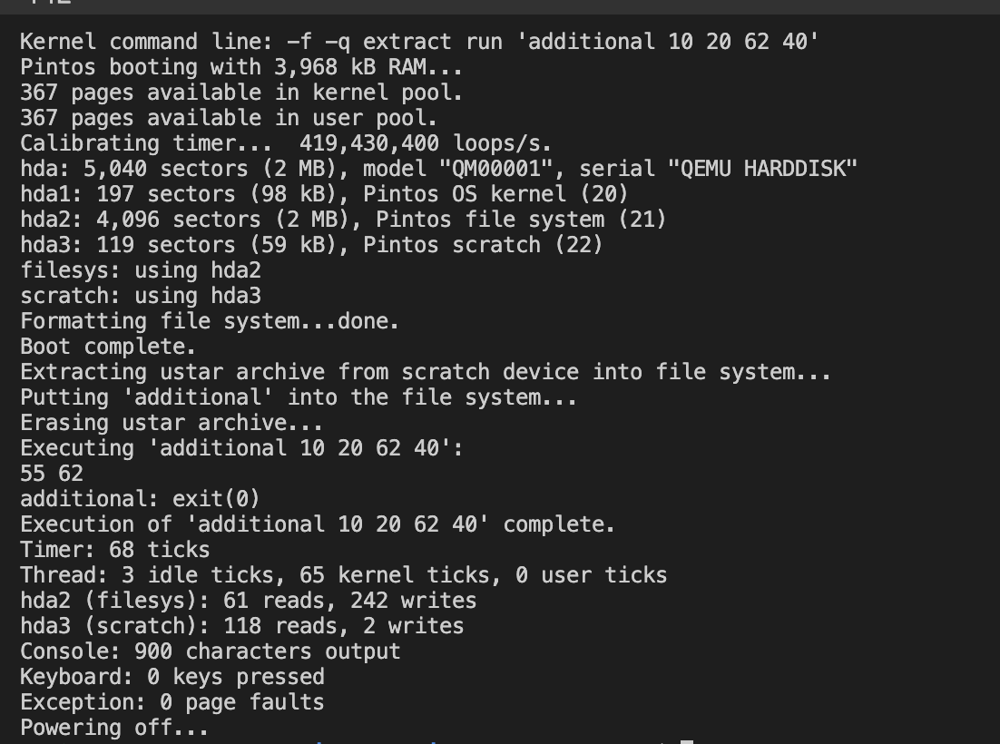 Kernel command line: -f -q extract run 'additional 10 20 62 40'
Pintos booting with 3,968 kB RAM...
367 pages available in kernel pool.
367 pages available in user pool.
Calibrating timer...  419,430,400 loops/s.
hda: 5,040 sectors (2 MB), model "QM00001", serial "QEMU HARDDISK"
hda1: 197 sectors (98 kB), Pintos OS kernel (20)
hda2: 4,096 sectors (2 MB), Pintos file system (21)
hda3: 119 sectors (59 kB), Pintos scratch (22)
filesys: using hda2
scratch: using hda3
Formatting file system...done.
Boot complete.
Extracting ustar archive from scratch device into file system...
Putting 'additional' into the file system...
Erasing ustar archive...
Executing 'additional 10 20 62 40':
55 62
additional: exit(0)
Execution of 'additional 10 20 62 40' complete.
Timer: 68 ticks
Thread: 3 idle ticks, 65 kernel ticks, 0 user ticks
hda2 (filesys): 61 reads, 242 writes
hda3 (scratch): 118 reads, 2 writes
Console: 900 characters output
Keyboard: 0 keys pressed
Exception: 0 page faults
Powering off...